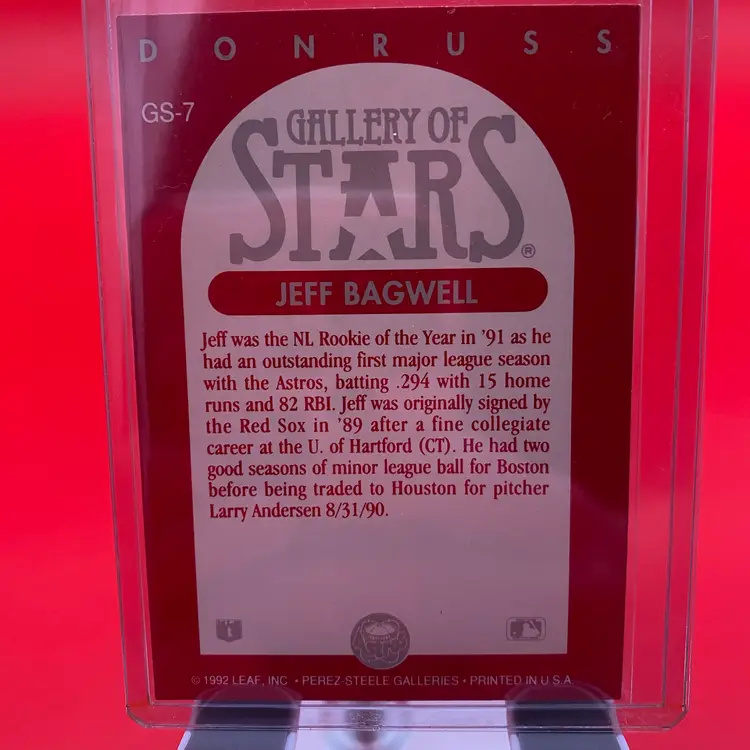 DONRUSS
GS-7
GALLERY OF
STARS®
JEFF BAGWELL
Jeff was the NL Rookie of the Year in '91 as he
had an outstanding first major league season
with the Astros, batting .294 with 15 home
runs and 82 RBI. Jeff was originally signed by
the Red Sox in '89 after a fine collegiate
career at the U. of Hartford (CT). He had two
good seasons of minor league ball for Boston
before being traded to Houston for pitcher
Larry Andersen 8/31/90.
© 1992 LEAF, INC • PEREZ-STEELE GALLERIES • PRINTED IN U.S.A.